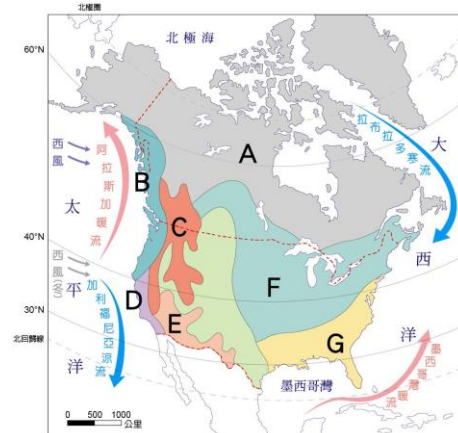 北極圈
北極海
60°N
西風
阿拉斯加暖流
拉布拉多寒流
大
西
洋
A
B
C
太
平
洋
40°N
西風(冬)
加利福尼亞涼流
D
E
F
G
30°N
北回歸線
墨西哥灣
墨西哥灣暖流
0 500 1000
公里